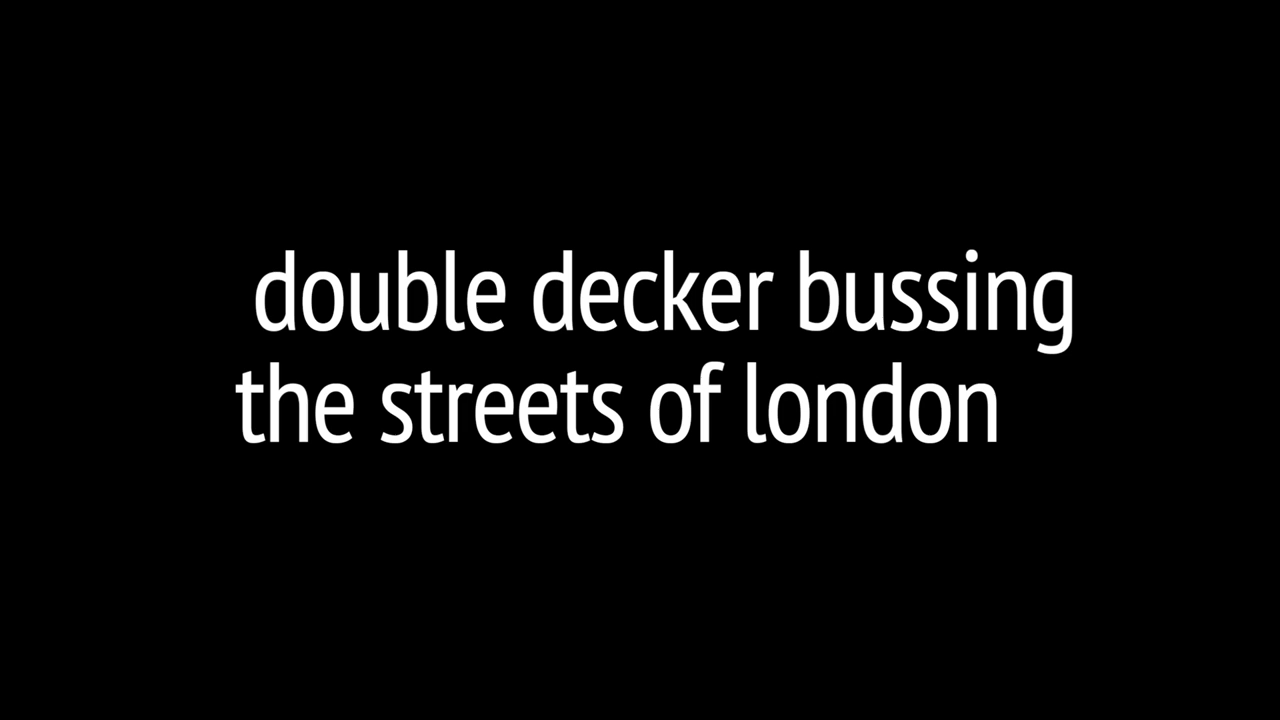 double decker bussing
the streets of london